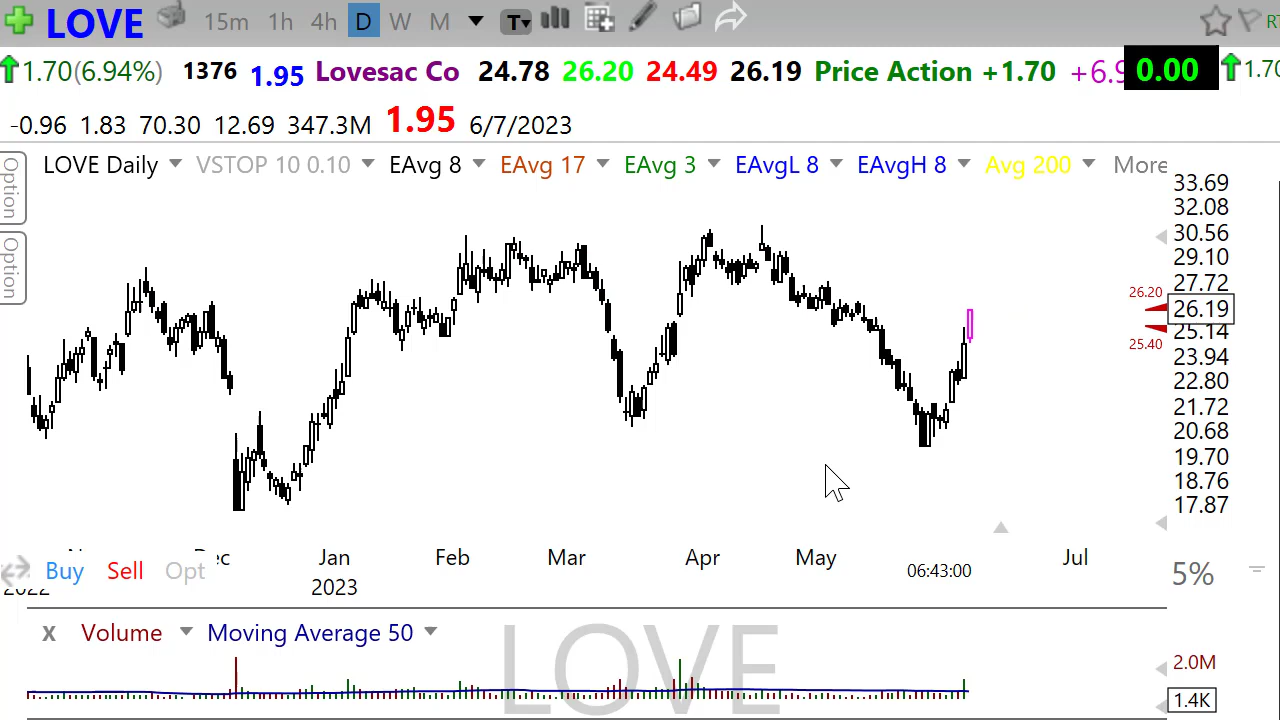 LOVE 15m 1h 4h D W M T R
1.70(6.94%) 1376 1.95 Lovesac Co 24.78 26.20 24.49 26.19 Price Action +1.70 +6.9 0.00 1.70
-0.96 1.83 70.30 12.69 347.3M 1.95 6/7/2023
Option
Option
LOVE Daily VSTOP 10 0.10 EAvg 8 EAvg 17 EAvg 3 EAvgL 8 EAvgH 8 Avg 200 More
33.69
32.08
30.56
29.10
27.72
26.20
26.19
25.14
25.40
23.94
22.80
21.72
20.68
19.70
18.76
17.87
Dec Jan Feb Mar Apr May Jul
Buy Sell Opt 06:43:00 5%
2022 2023
X Volume Moving Average 50
LOVE
2.0M
1.4K